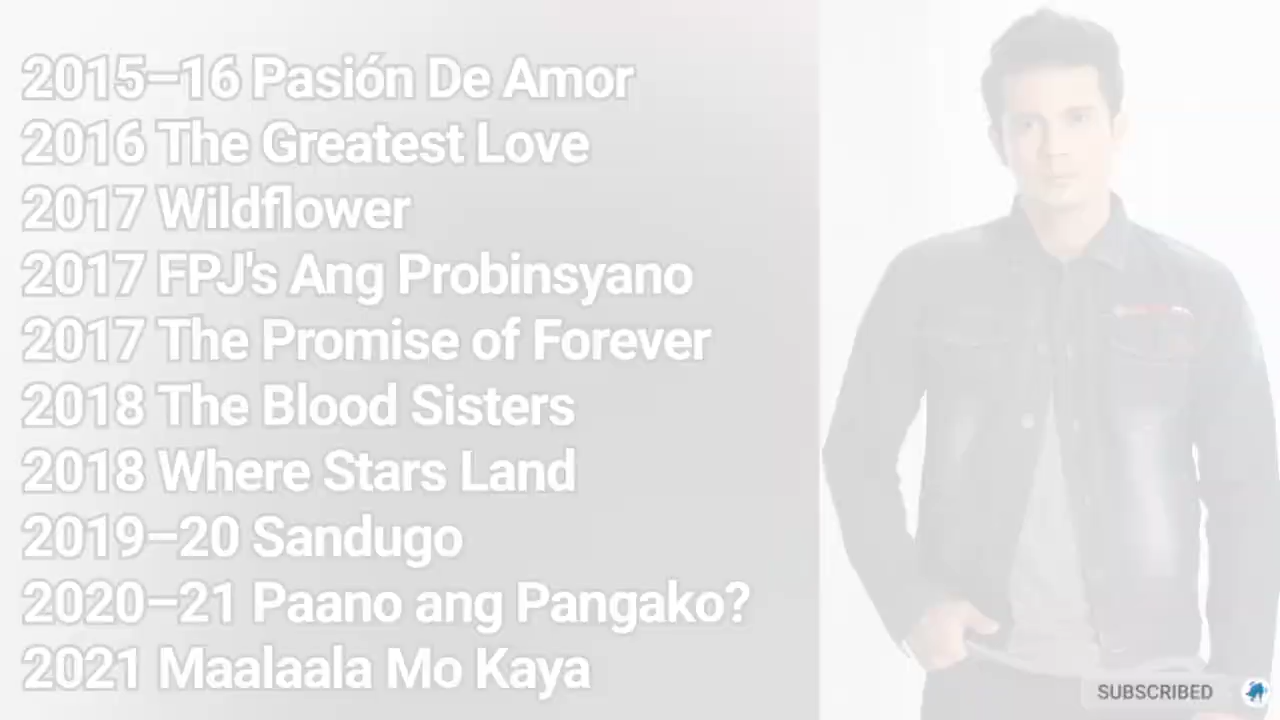 2015–16 Pasión De Amor
2016 The Greatest Love
2017 Wildflower
2017 FPJ's Ang Probinsyano
2017 The Promise of Forever
2018 The Blood Sisters
2018 Where Stars Land
2019–20 Sandugo
2020–21 Paano ang Pangako?
2021 Maalaala Mo Kaya
SUBSCRIBED